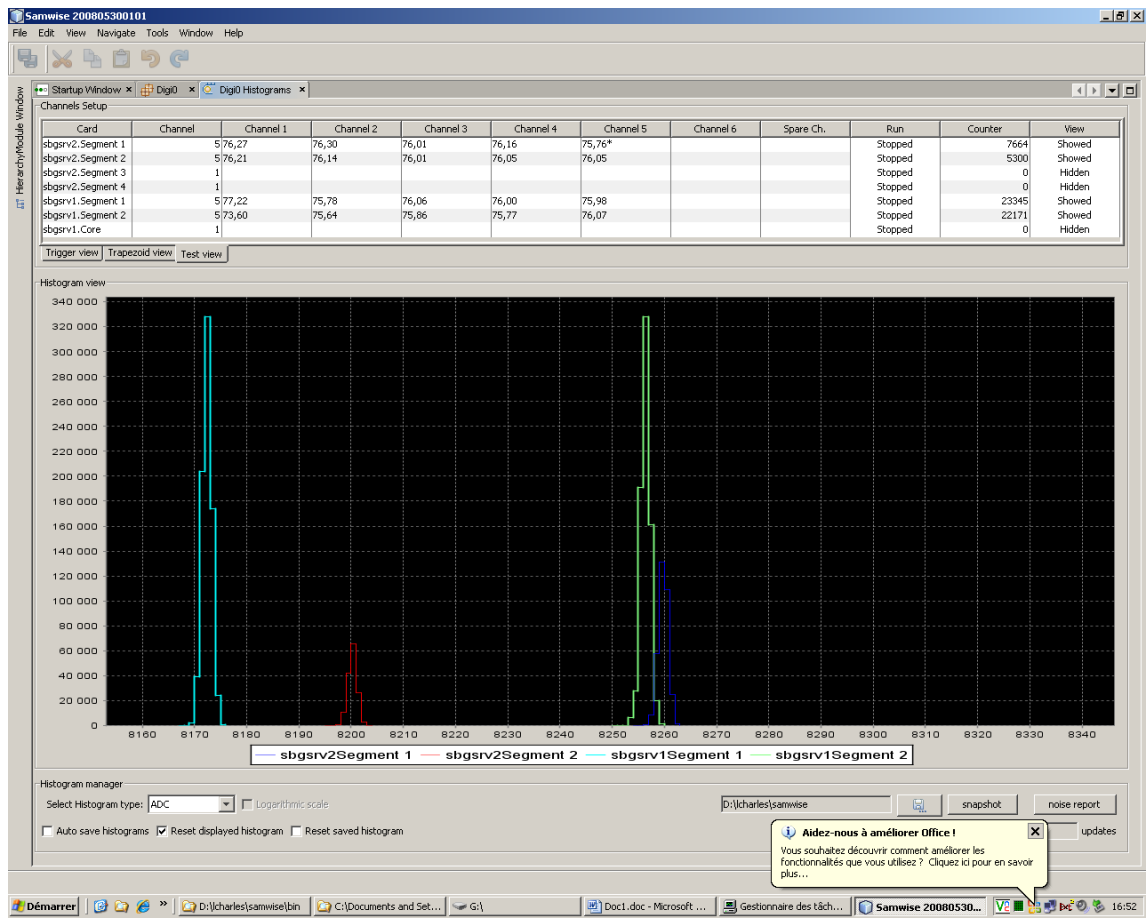 Samwise 200805300101
File Edit View Navigate Tools Window Help
HierarchyModule Window
Startup Window Digi0 Digi0 Histograms
Channels Setup
Card Channel Channel 1 Channel 2 Channel 3 Channel 4 Channel 5 Channel 6 Spare Ch. Run Counter View
sbgsrv2.Segment 1 5 76,27 76,30 76,01 76,16 75,76* Stopped 7664 Showed
sbgsrv2.Segment 2 5 76,21 76,14 76,01 76,05 76,05 Stopped 5300 Showed
sbgsrv2.Segment 3 1 Stopped 0 Hidden
sbgsrv2.Segment 4 1 Stopped 0 Hidden
sbgsrv1.Segment 1 5 77,22 75,78 76,06 76,00 75,98 Stopped 23345 Showed
sbgsrv1.Segment 2 5 73,60 75,64 75,86 75,77 76,07 Stopped 22171 Showed
sbgsrv1.Core 1 Stopped 0 Hidden
Trigger view Trapezoid view Test view
Histogram view
340 000
320 000
300 000
280 000
260 000
240 000
220 000
200 000
180 000
160 000
140 000
120 000
100 000
80 000
60 000
40 000
20 000
0
8160 8170 8180 8190 8200 8210 8220 8230 8240 8250 8260 8270 8280 8290 8300 8310 8320 8330 8340
sbgsrv2Segment 1 sbgsrv2Segment 2 sbgsrv1Segment 1 sbgsrv1Segment 2
Histogram manager
Select Histogram type: ADC Logarithmic scale D:\lcharles\samwise snapshot noise report
Auto save histograms Reset displayed histogram Reset saved histogram updates
Aidez-nous à améliorer Office !
Vous souhaitez découvrir comment améliorer les
fonctionnalités que vous utilisez ? Cliquez ici pour en savoir
plus...
Démarrer » D:\lcharles\samwise\bin C:\Documents and Set... G:\ Doc1.doc - Microsoft ... Gestionnaire des tâch... Samwise 20080530... 16:52